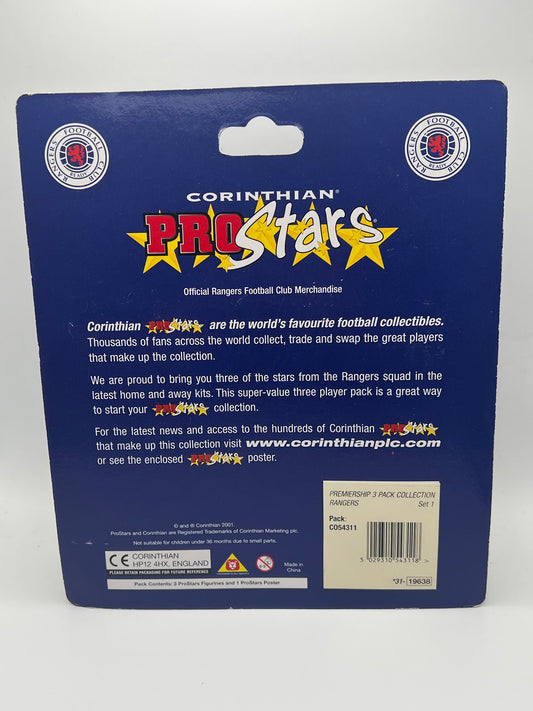 RANGERS FOOTBALL CLUB
READY
RANGERS FOOTBALL CLUB
READY
CORINTHIAN®
PROStars®
Official Rangers Football Club Merchandise
Corinthian PROStars are the world's favourite football collectibles.
Thousands of fans across the world collect, trade and swap the great players
that make up the collection.
We are proud to bring you three of the stars from the Rangers squad in the
latest home and away kits. This super-value three player pack is a great way
to start your PROStars collection.
For the latest news and access to the hundreds of Corinthian PROStars
that make up this collection visit www.corinthianplc.com
or see the enclosed PROStars poster.
PREMIERSHIP 3 PACK COLLECTION
RANGERS Set 1
Pack:
C054311
5 029310 543118 >
*31- 19638
© and ® Corinthian 2001.
ProStars and Corinthian are Registered Trademarks of Corinthian Marketing plc.
Not suitable for children under 36 months due to small parts.
CE CORINTHIAN
HP12 4HX, ENGLAND
PLEASE RETAIN PACKAGING FOR FUTURE REFERENCE
Made in
China
Pack Contents: 3 ProStars Figurines and 1 ProStars Poster